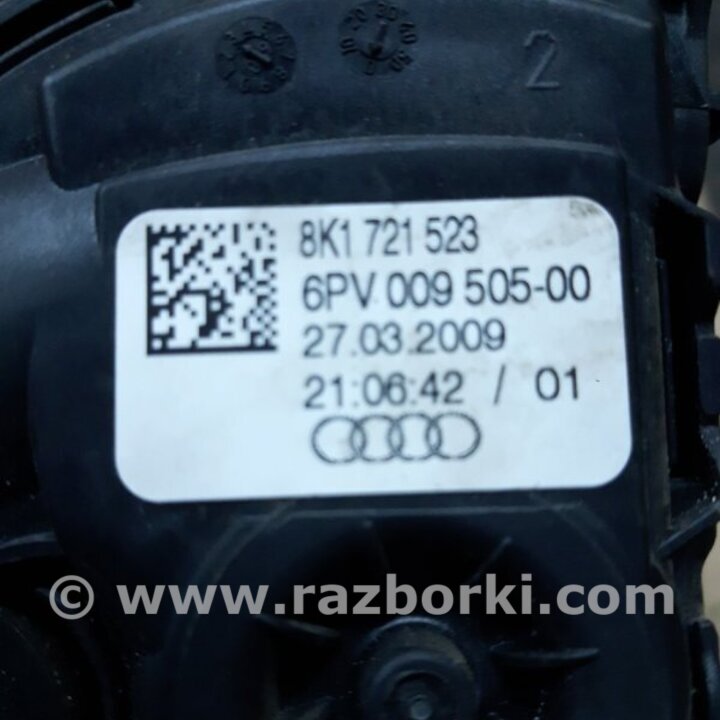 2
8K1 721 523
6PV 009 505-00
27.03.2009
21:06:42 / 01
© www.razborki.com